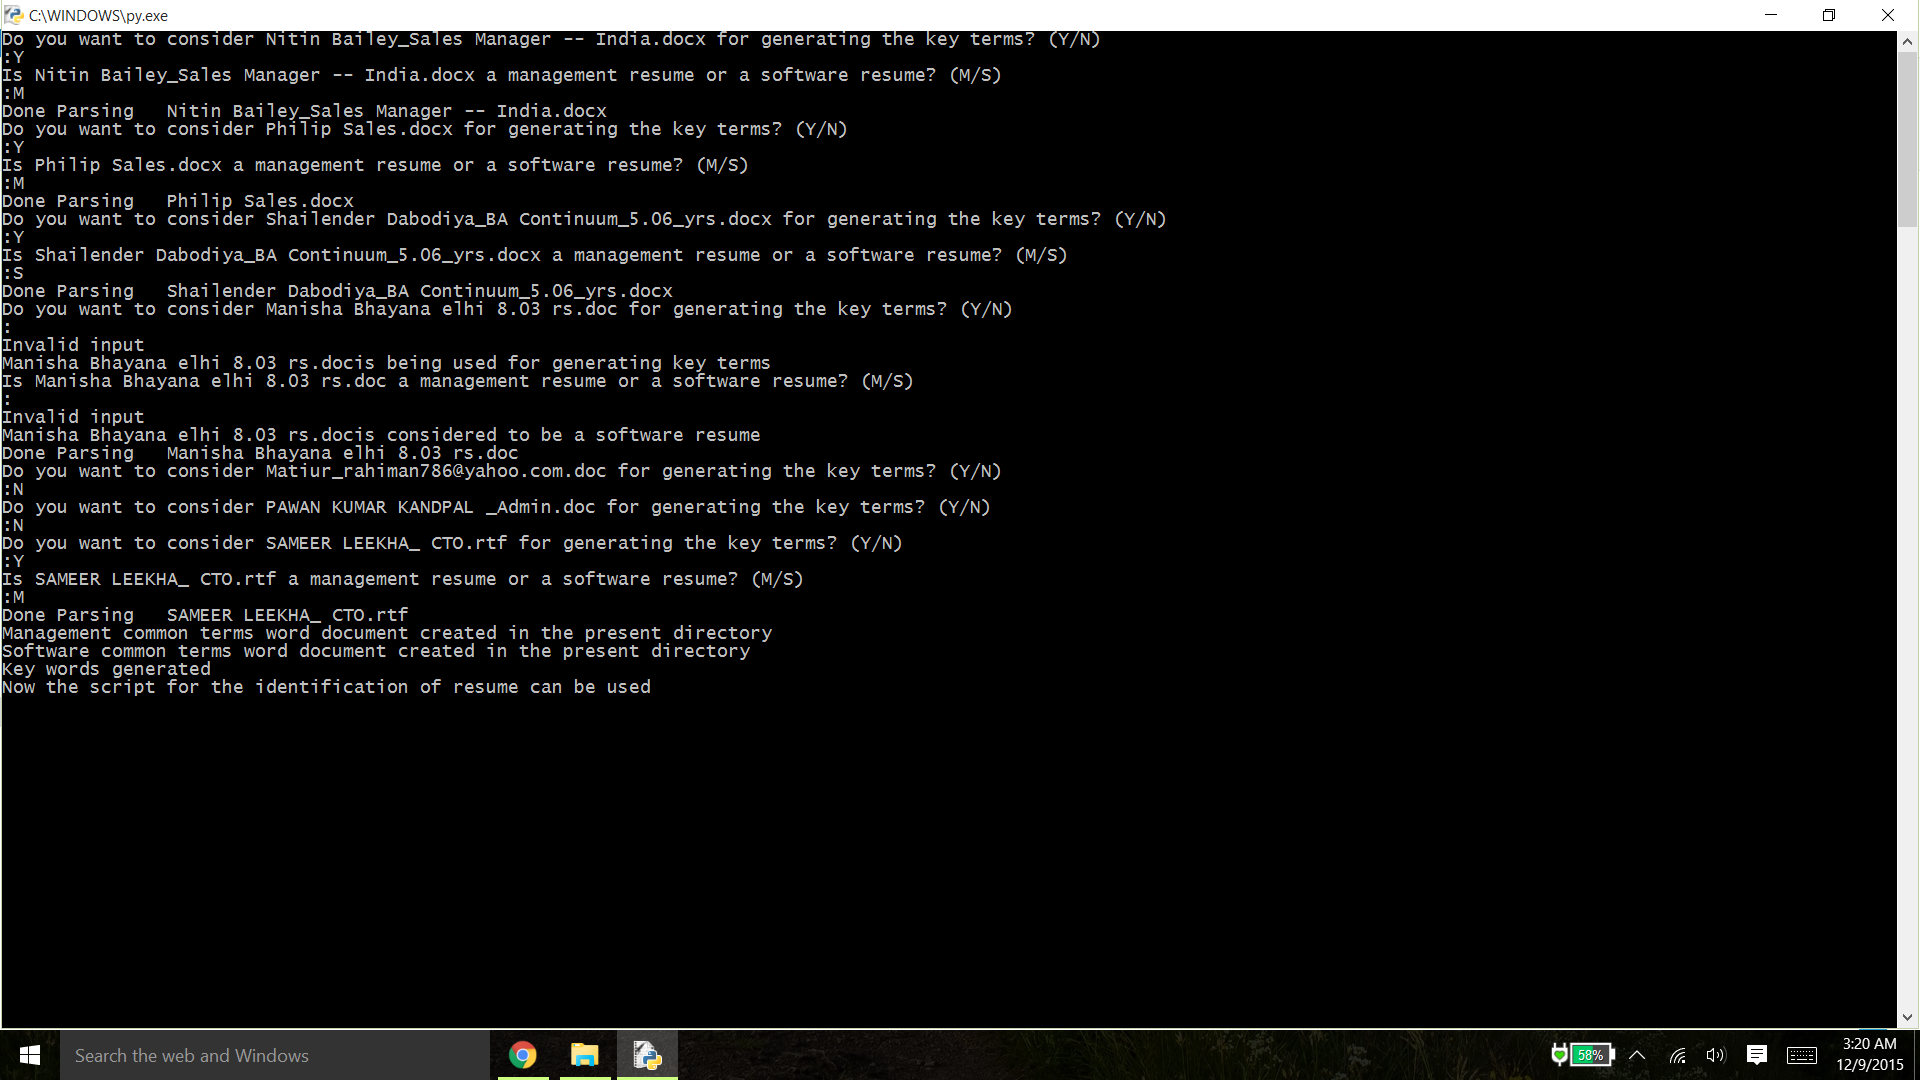 C:\WINDOWS\py.exe
Do you want to consider Nitin Bailey_Sales Manager -- India.docx for generating the key terms? (Y/N)
:Y
Is Nitin Bailey_Sales Manager -- India.docx a management resume or a software resume? (M/S)
:M
Done Parsing   Nitin Bailey_Sales Manager -- India.docx
Do you want to consider Philip Sales.docx for generating the key terms? (Y/N)
:Y
Is Philip Sales.docx a management resume or a software resume? (M/S)
:M
Done Parsing   Philip Sales.docx
Do you want to consider Shailender Dabodiya_BA Continuum_5.06_yrs.docx for generating the key terms? (Y/N)
:Y
Is Shailender Dabodiya_BA Continuum_5.06_yrs.docx a management resume or a software resume? (M/S)
:S
Done Parsing   Shailender Dabodiya_BA Continuum_5.06_yrs.docx
Do you want to consider Manisha Bhayana elhi 8.03 rs.doc for generating the key terms? (Y/N)
:
Invalid input
Manisha Bhayana elhi 8.03 rs.docis being used for generating key terms
Is Manisha Bhayana elhi 8.03 rs.doc a management resume or a software resume? (M/S)
:
Invalid input
Manisha Bhayana elhi 8.03 rs.docis considered to be a software resume
Done Parsing   Manisha Bhayana elhi 8.03 rs.doc
Do you want to consider Matiur_rahiman786@yahoo.com.doc for generating the key terms? (Y/N)
:N
Do you want to consider PAWAN KUMAR KANDPAL _Admin.doc for generating the key terms? (Y/N)
:N
Do you want to consider SAMEER LEEKHA_ CTO.rtf for generating the key terms? (Y/N)
:Y
Is SAMEER LEEKHA_ CTO.rtf a management resume or a software resume? (M/S)
:M
Done Parsing   SAMEER LEEKHA_ CTO.rtf
Management common terms word document created in the present directory
Software common terms word document created in the present directory
Key words generated
Now the script for the identification of resume can be used
Search the web and Windows
58%
3:20 AM
12/9/2015